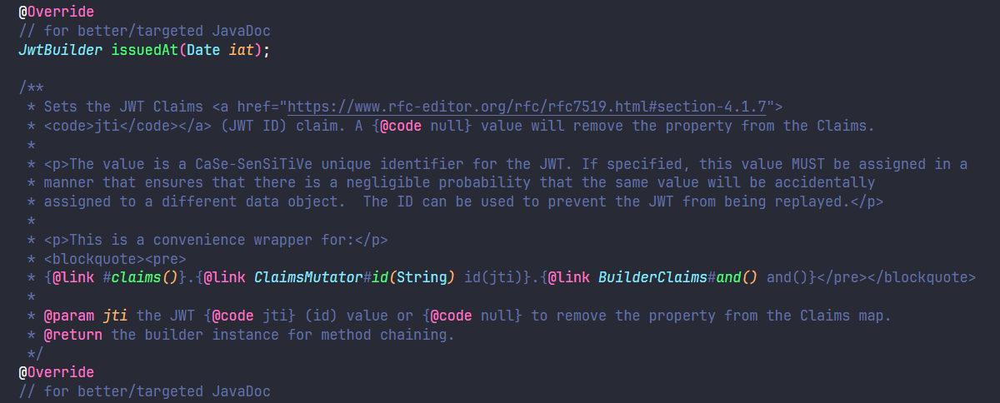 @Override
// for better/targeted JavaDoc
JwtBuilder issuedAt(Date iat);
/**
* Sets the JWT Claims <a href="https://www.rfc-editor.org/rfc/rfc7519.html#section-4.1.7">
* <code>jti</code></a> (JWT ID) claim. A {@code null} value will remove the property from the Claims.
*
* <p>The value is a CaSe-SenSiTiVe unique identifier for the JWT. If specified, this value MUST be assigned in a
* manner that ensures that there is a negligible probability that the same value will be accidentally
* assigned to a different data object.  The ID can be used to prevent the JWT from being replayed.</p>
*
* <p>This is a convenience wrapper for:</p>
* <blockquote><pre>
* {@link #claims()}.{@link ClaimsMutator#id(String) id(jti)}.{@link BuilderClaims#and() and()}</pre></blockquote>
*
* @param jti the JWT {@code jti} (id) value or {@code null} to remove the property from the Claims map.
* @return the builder instance for method chaining.
*/
@Override
// for better/targeted JavaDoc